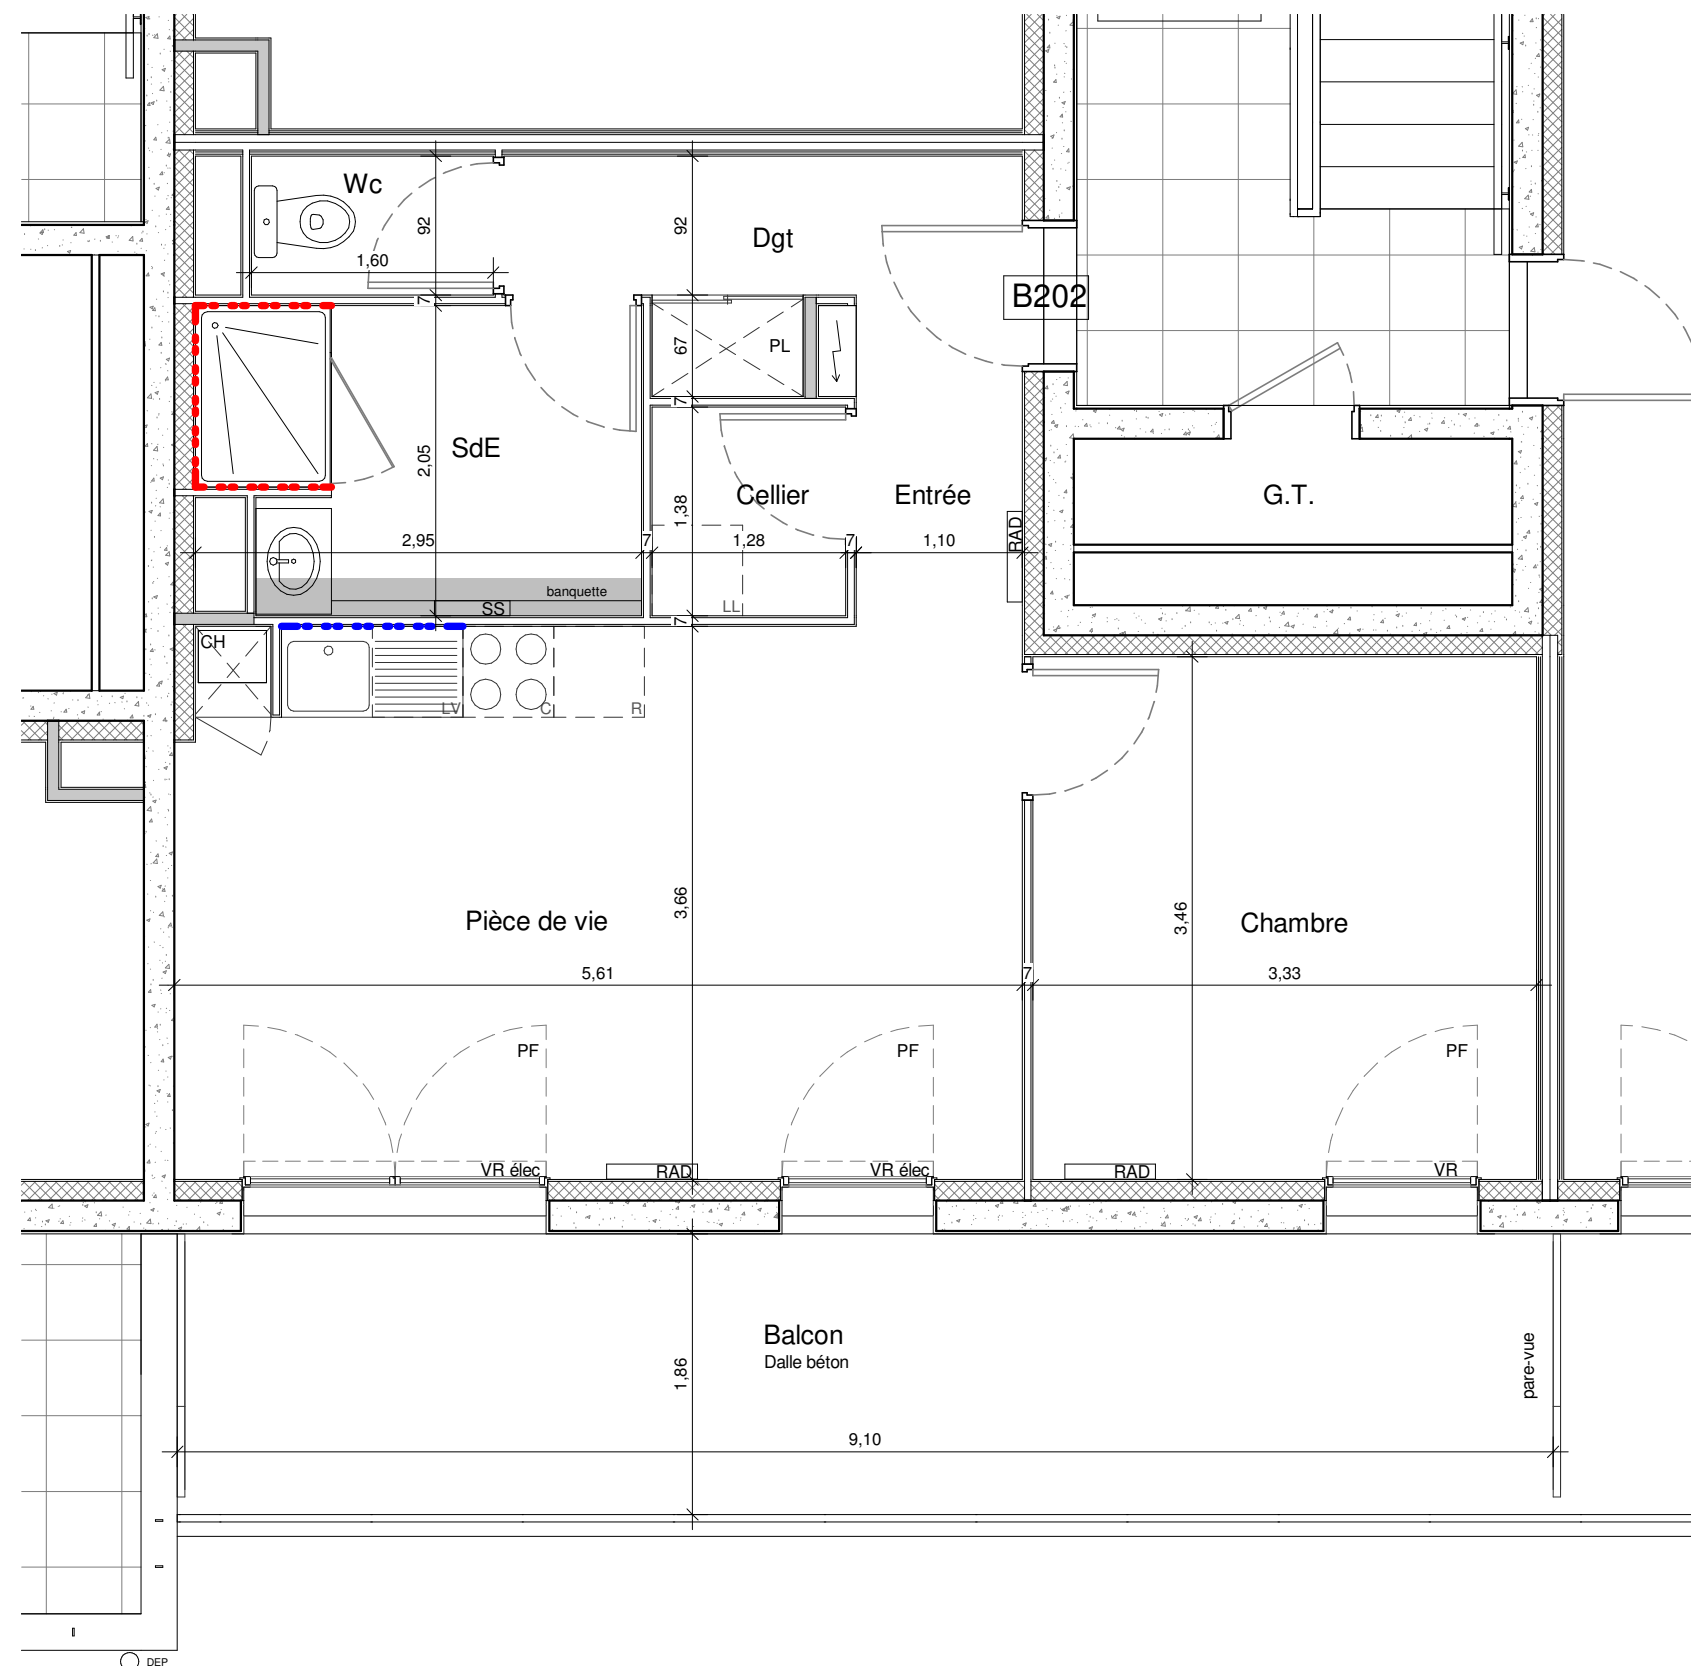 Wc
92
1,60
7
92
Dgt
B202
67
PL
7
SdE
2,05
Cellier
1,38
Entrée
G.T.
RAD
2,95
7
1,28
7
1,10
banquette
SS
LL
7
CH
LV
C
R
Pièce de vie
3,66
3,46
Chambre
5,61
7
3,33
PF
PF
PF
VR élec
RAD
VR élec
RAD
VR
Balcon
Dalle béton
1,86
pare-vue
9,10
DEP